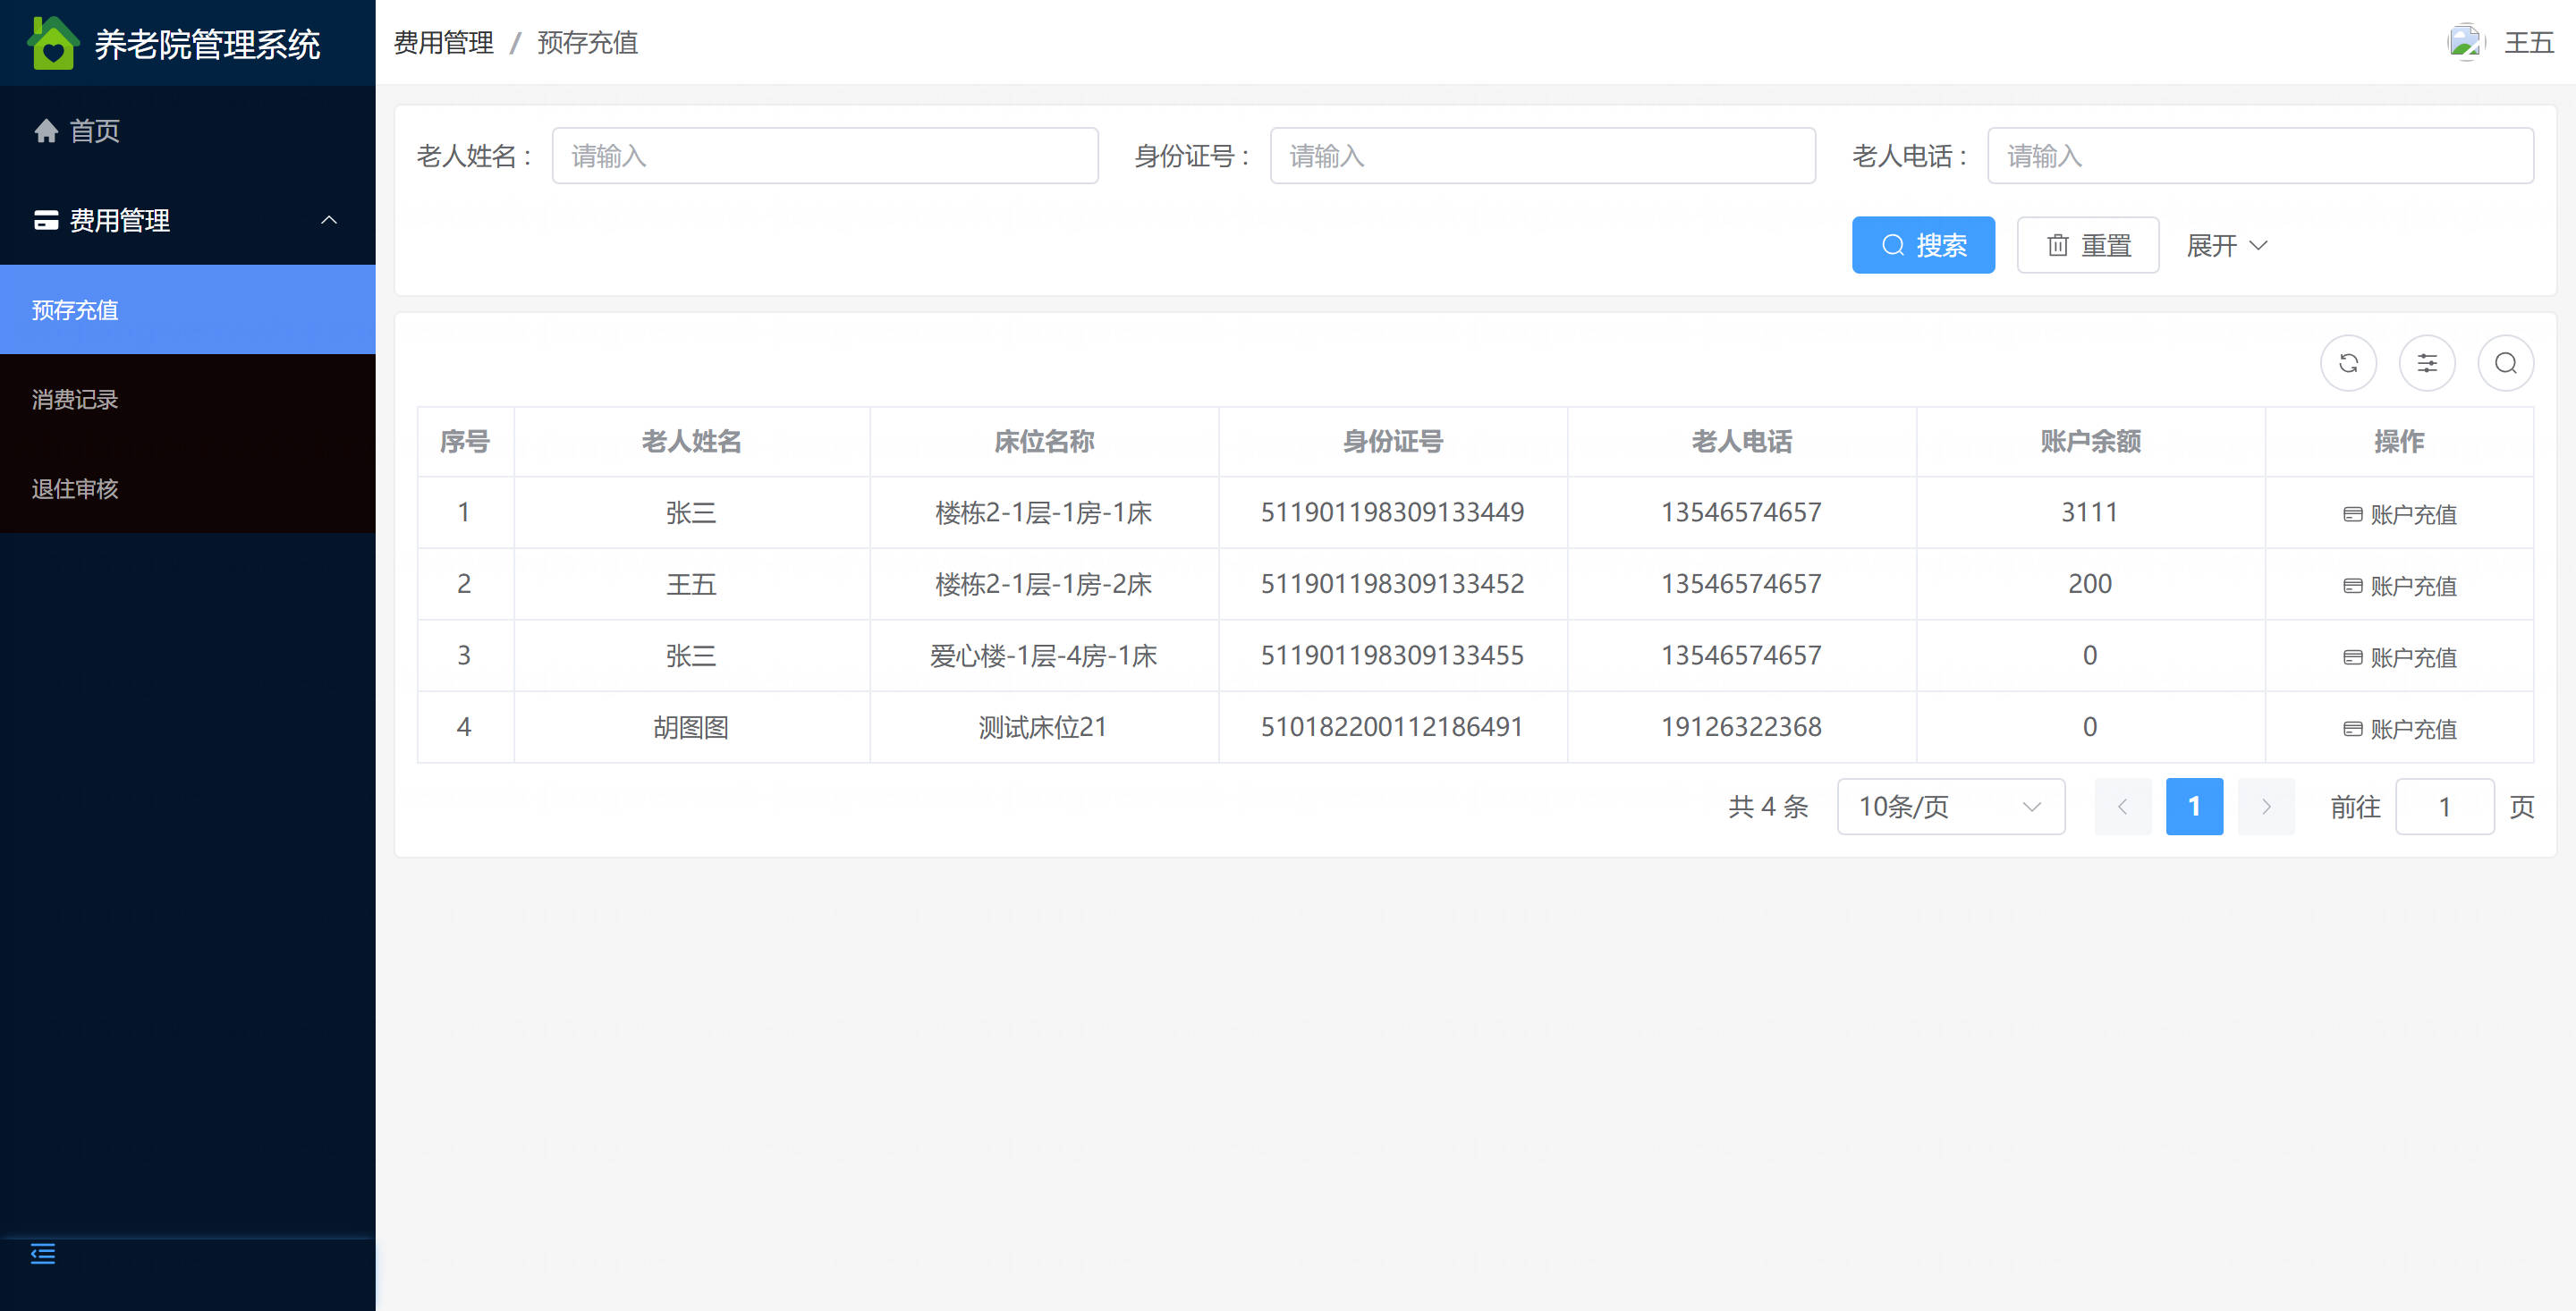 养老院管理系统
费用管理 / 预存充值
王五
首页
费用管理
预存充值
消费记录
退住审核
老人姓名： 请输入 身份证号： 请输入 老人电话： 请输入
搜索 重置 展开
序号 老人姓名 床位名称 身份证号 老人电话 账户余额 操作
1 张三 楼栋2-1层-1房-1床 511901198309133449 13546574657 3111 账户充值
2 王五 楼栋2-1层-1房-2床 511901198309133452 13546574657 200 账户充值
3 张三 爱心楼-1层-4房-1床 511901198309133455 13546574657 0 账户充值
4 胡图图 测试床位21 510182200112186491 19126322368 0 账户充值
共 4 条 10条/页 1 前往 1 页